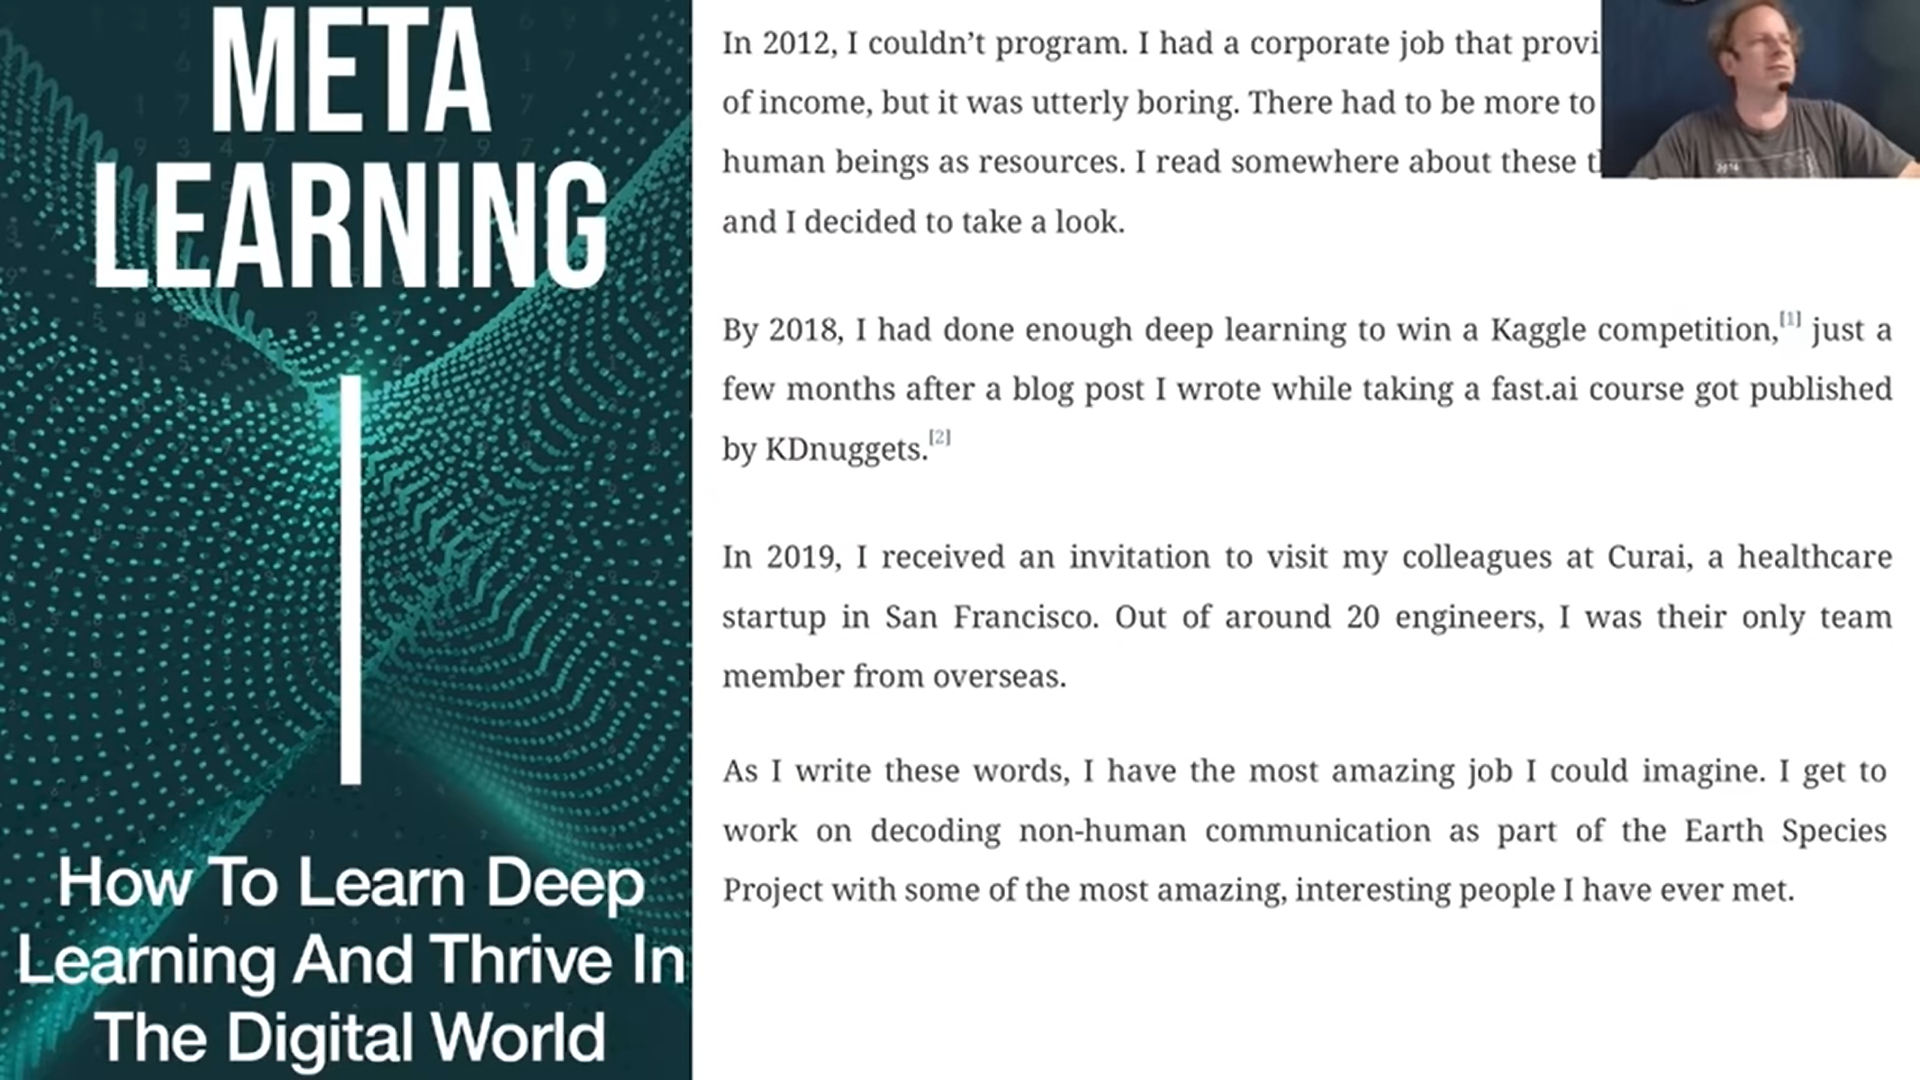 META
LEARNING
How To Learn Deep
Learning And Thrive In
The Digital World
In 2012, I couldn’t program. I had a corporate job that
of income, but it was utterly boring. There had to be more to
human beings as resources. I read somewhere about these
and I decided to take a look.
By 2018, I had done enough deep learning to win a Kaggle competition,[1] just a
few months after a blog post I wrote while taking a fast.ai course got published
by KDnuggets.[2]
In 2019, I received an invitation to visit my colleagues at Curai, a healthcare
startup in San Francisco. Out of around 20 engineers, I was their only team
member from overseas.
As I write these words, I have the most amazing job I could imagine. I get to
work on decoding non-human communication as part of the Earth Species
Project with some of the most amazing, interesting people I have ever met.